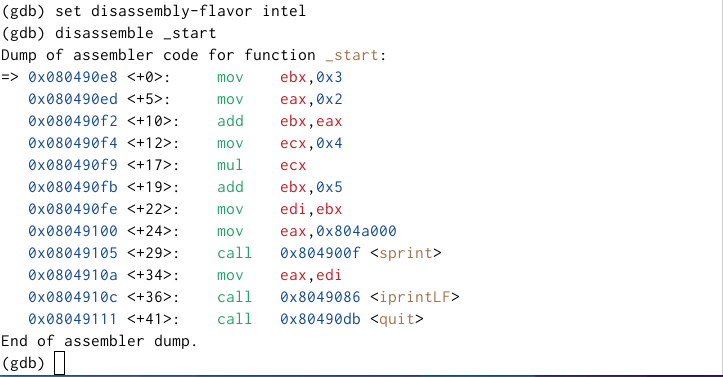 (gdb) set disassembly-flavor intel
(gdb) disassemble _start
Dump of assembler code for function _start:
=> 0x080490e8 <+0>:     mov    ebx,0x3
   0x080490ed <+5>:     mov    eax,0x2
   0x080490f2 <+10>:    add    ebx,eax
   0x080490f4 <+12>:    mov    ecx,0x4
   0x080490f9 <+17>:    mul    ecx
   0x080490fb <+19>:    add    ebx,0x5
   0x080490fe <+22>:    mov    edi,ebx
   0x08049100 <+24>:    mov    eax,0x804a000
   0x08049105 <+29>:    call   0x804900f <sprint>
   0x0804910a <+34>:    mov    eax,edi
   0x0804910c <+36>:    call   0x8049086 <iprintLF>
   0x08049111 <+41>:    call   0x80490db <quit>
End of assembler dump.
(gdb)